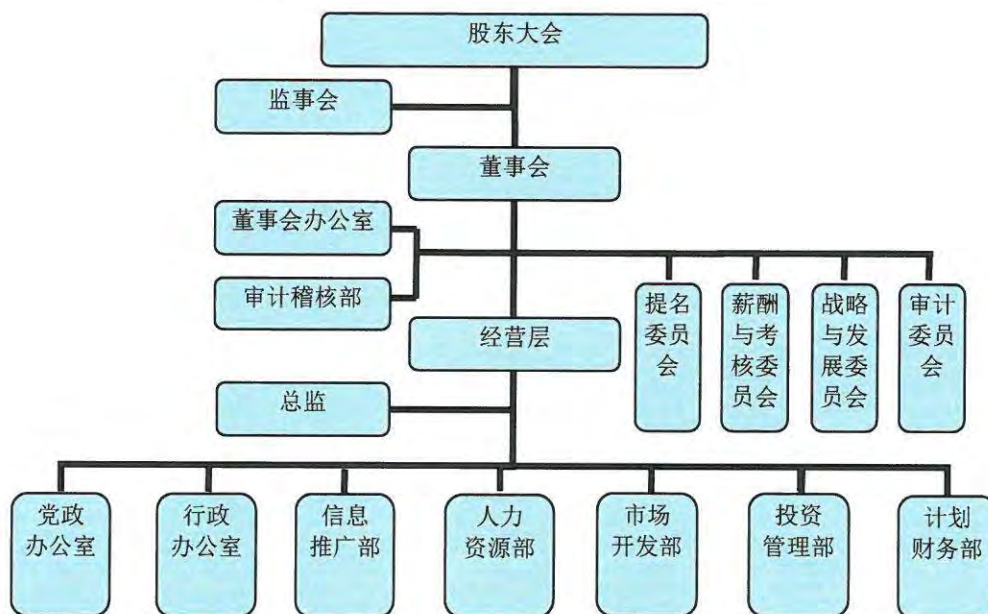 股东大会
监事会
董事会
董事会办公室
审计稽核部
提名
委员
会
薪酬
与考
核委
员会
战略
与发
展委
员会
审计
委员
会
经营层
总监
党政
办公室
行政
办公室
信息
推广部
人力
资源部
市场
开发部
投资
管理部
计划
财务部